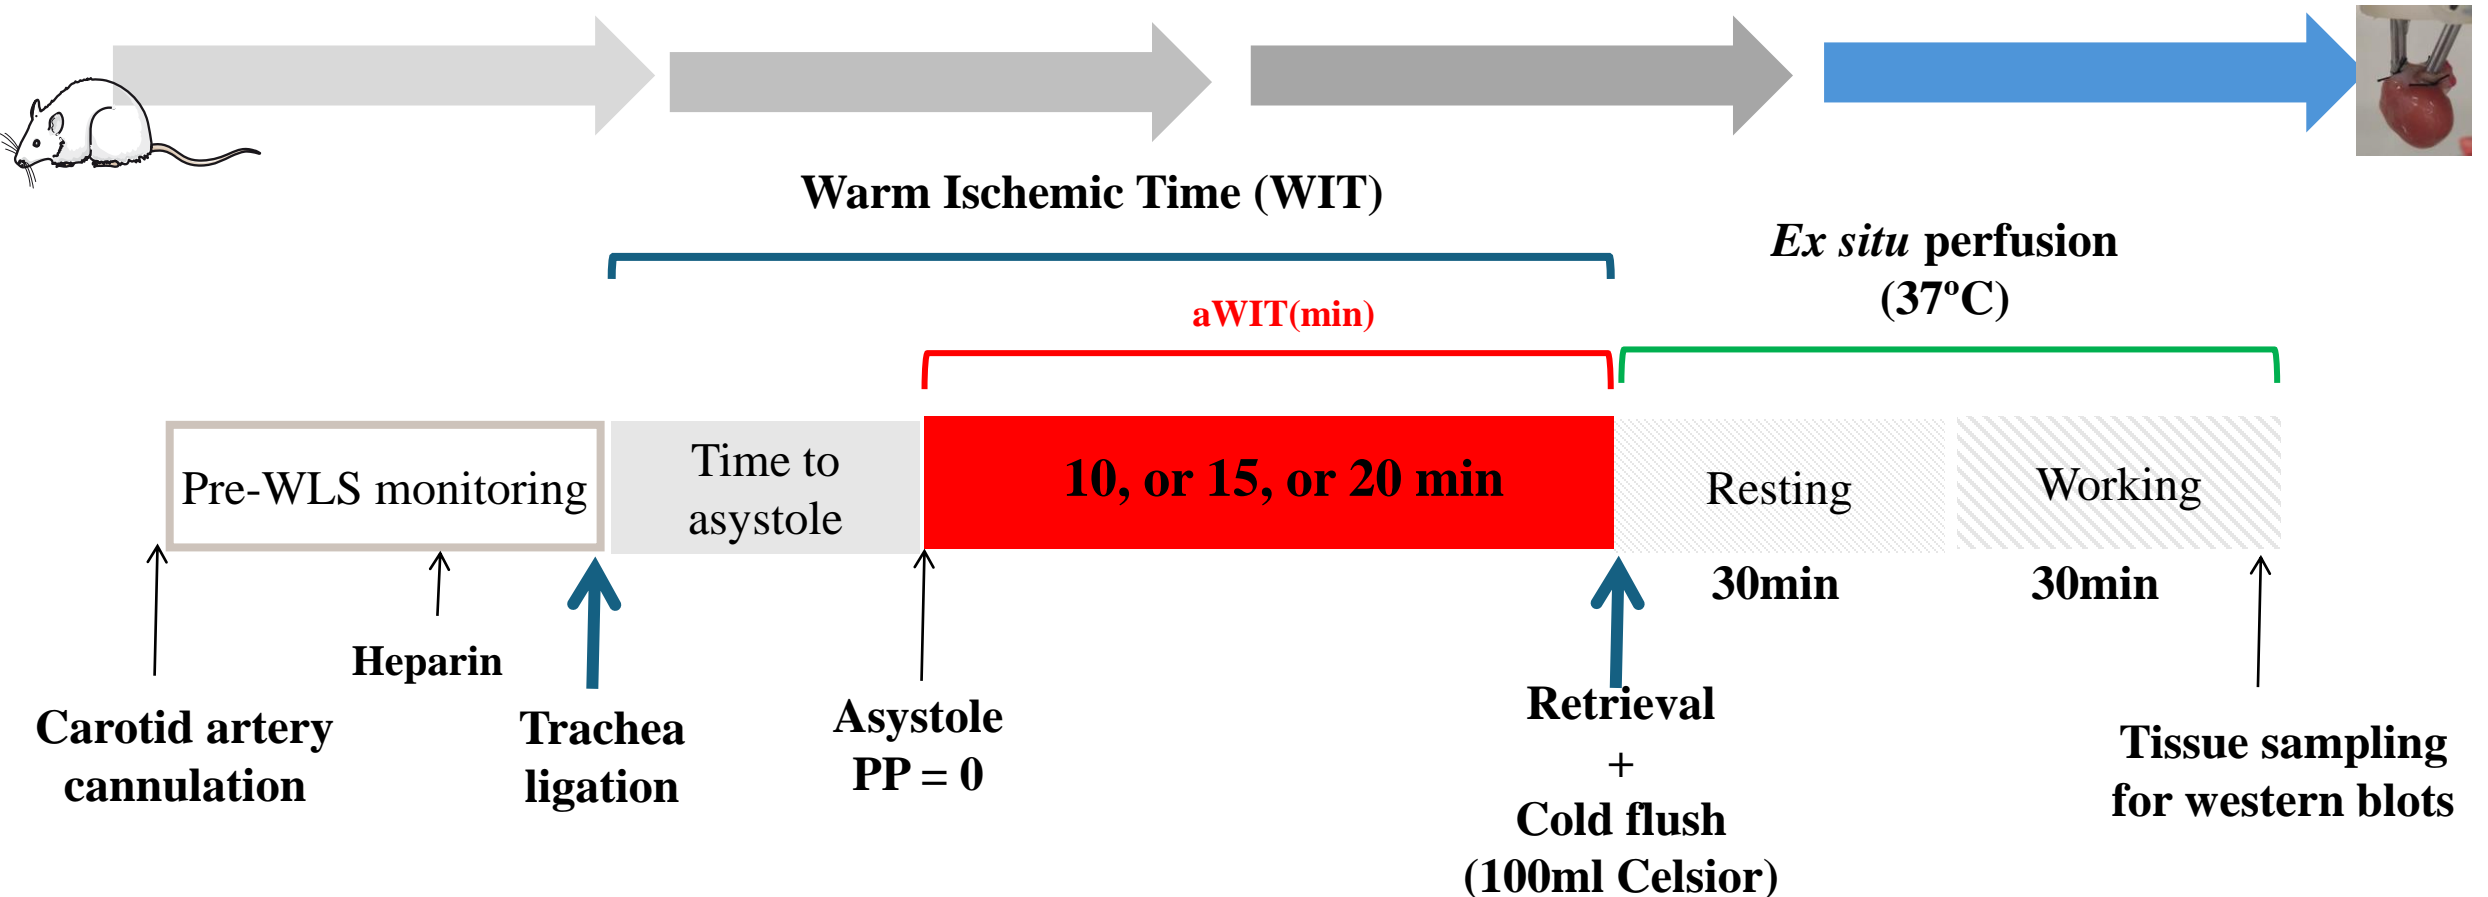 Warm Ischemic Time (WIT)
Ex situ perfusion
(37ºC)
aWIT(min)
Pre-WLS monitoring
Time to
asystole
10, or 15, or 20 min
Resting
Working
30min
30min
Heparin
Carotid artery
cannulation
Trachea
ligation
Asystole
PP = 0
Retrieval
+
Cold flush
(100ml Celsior)
Tissue sampling
for western blots